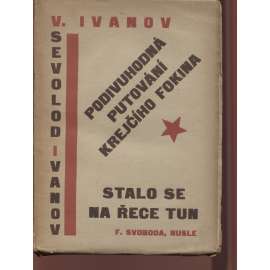 V. IVANOV
VSEVOLOD IVANOV
PODIVUHODNÁ
PUTOVÁNÍ
KREJČÍHO FOKINA
STALO SE
NA ŘECE TUN
F. SVOBODA, NUSLE